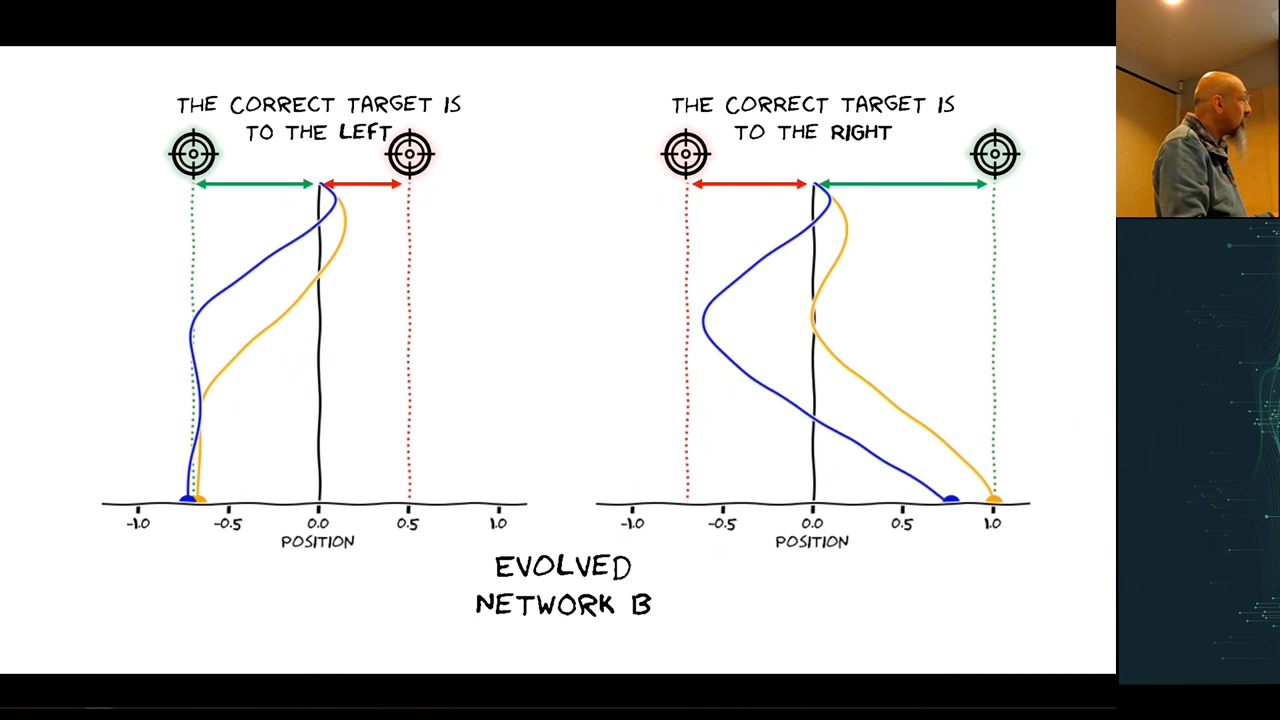 THE CORRECT TARGET IS
TO THE LEFT
THE CORRECT TARGET IS
TO THE RIGHT
-1.0 -0.5 0.0 0.5 1.0
POSITION
-1.0 -0.5 0.0 0.5 1.0
POSITION
EVOLVED
NETWORK B